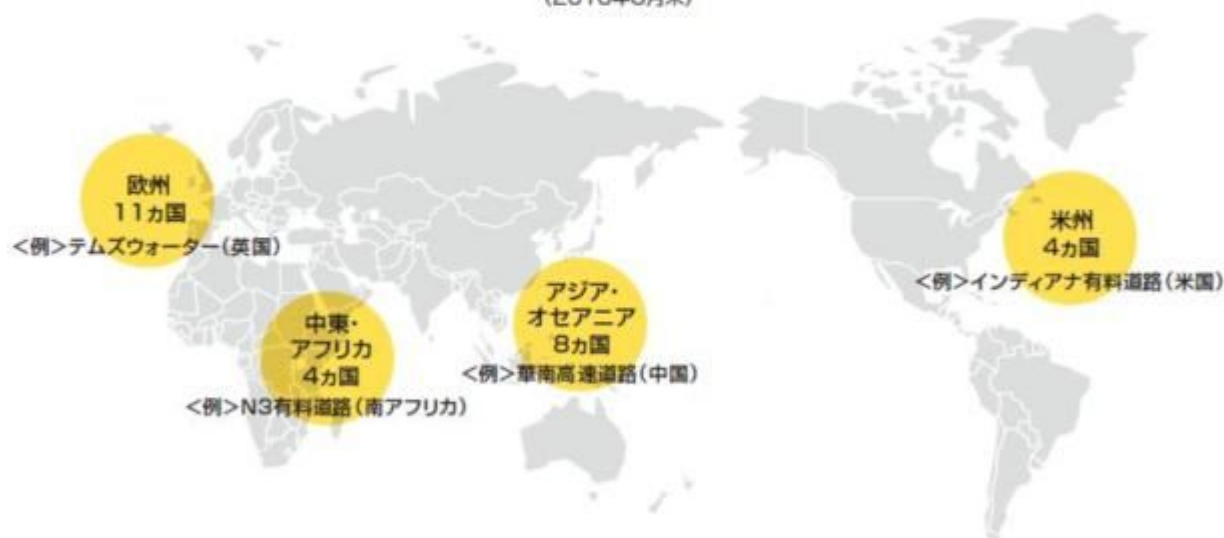 欧州
11カ国
<例>テムズウォーター(英国)
中東・
アフリカ
4カ国
<例>N3有料道路(南アフリカ)
アジア・
オセアニア
8カ国
<例>華南高速道路(中国)
米州
4カ国
<例>インディアナ有料道路(米国)